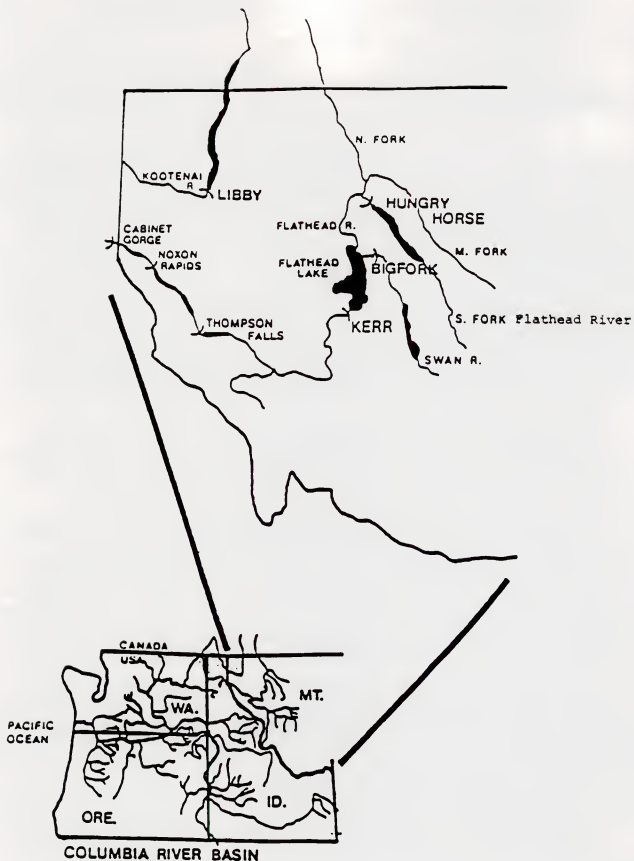 N. FORK
KOOTENAI
R
LIBBY
HUNGRY
HORSE
CABINET
GORGE
FLATHEAD R.
NOXON
RAPIDS
FLATHEAD
LAKE
BIGFORK
M. FORK
THOMPSON
FALLS
KERR
S. FORK Flathead River
SWAN R.
CANADA
USA
WA.
MT.
PACIFIC
OCEAN
ORE.
ID.
COLUMBIA RIVER BASIN